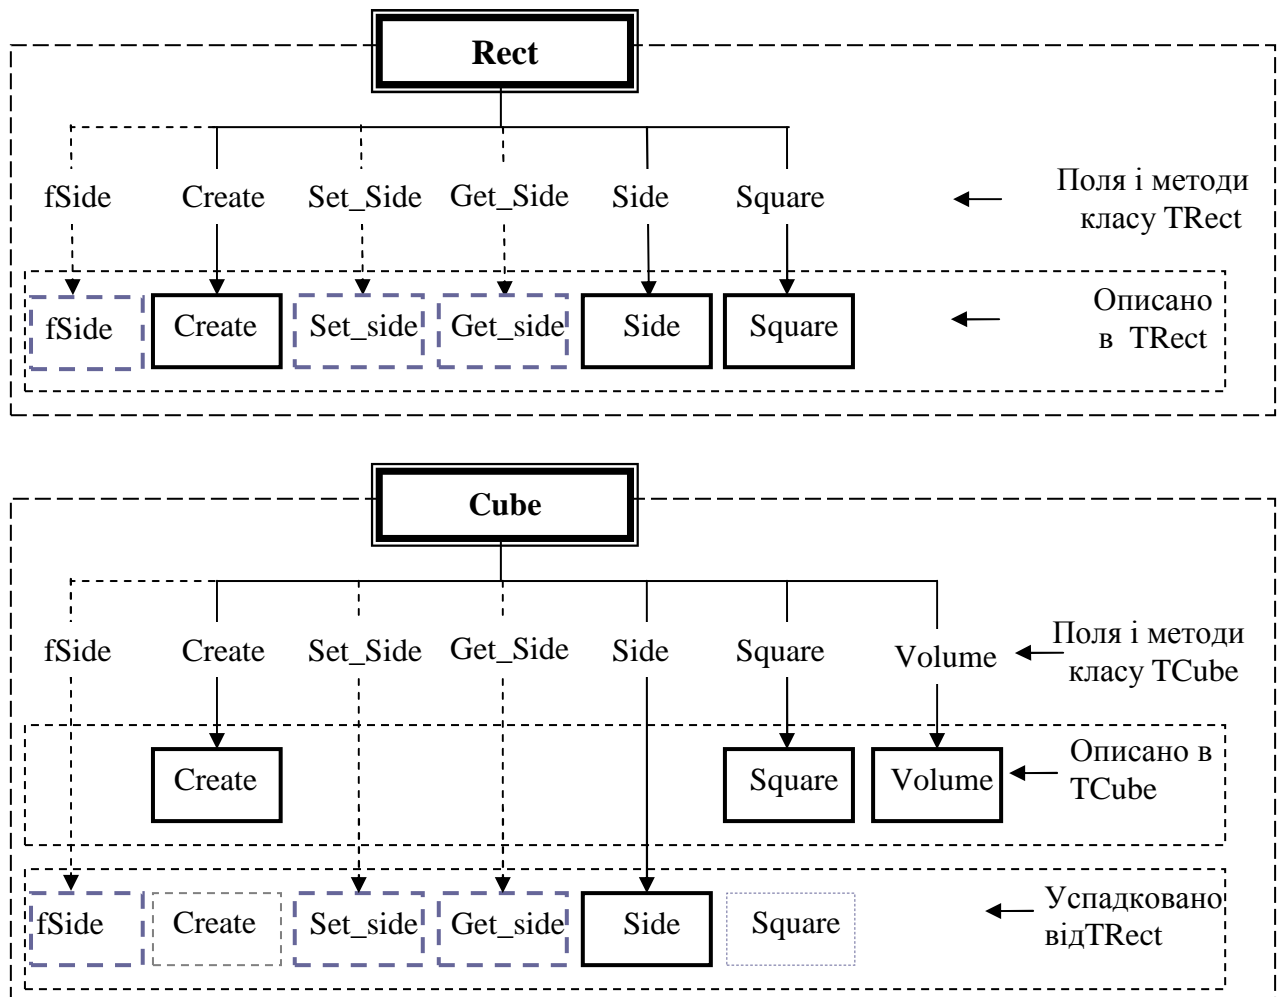 Rect
fSide Create Set_Side Get_Side Side Square
Поля і методи
класу TRect
fSide Create Set_side Get_side Side Square
Описано
в TRect
Cube
fSide Create Set_Side Get_Side Side Square Volume
Поля і методи
класу TCube
Create Square Volume
Описано в
TCube
fSide Create Set_side Get_side Side Square
Успадковано
відTRect